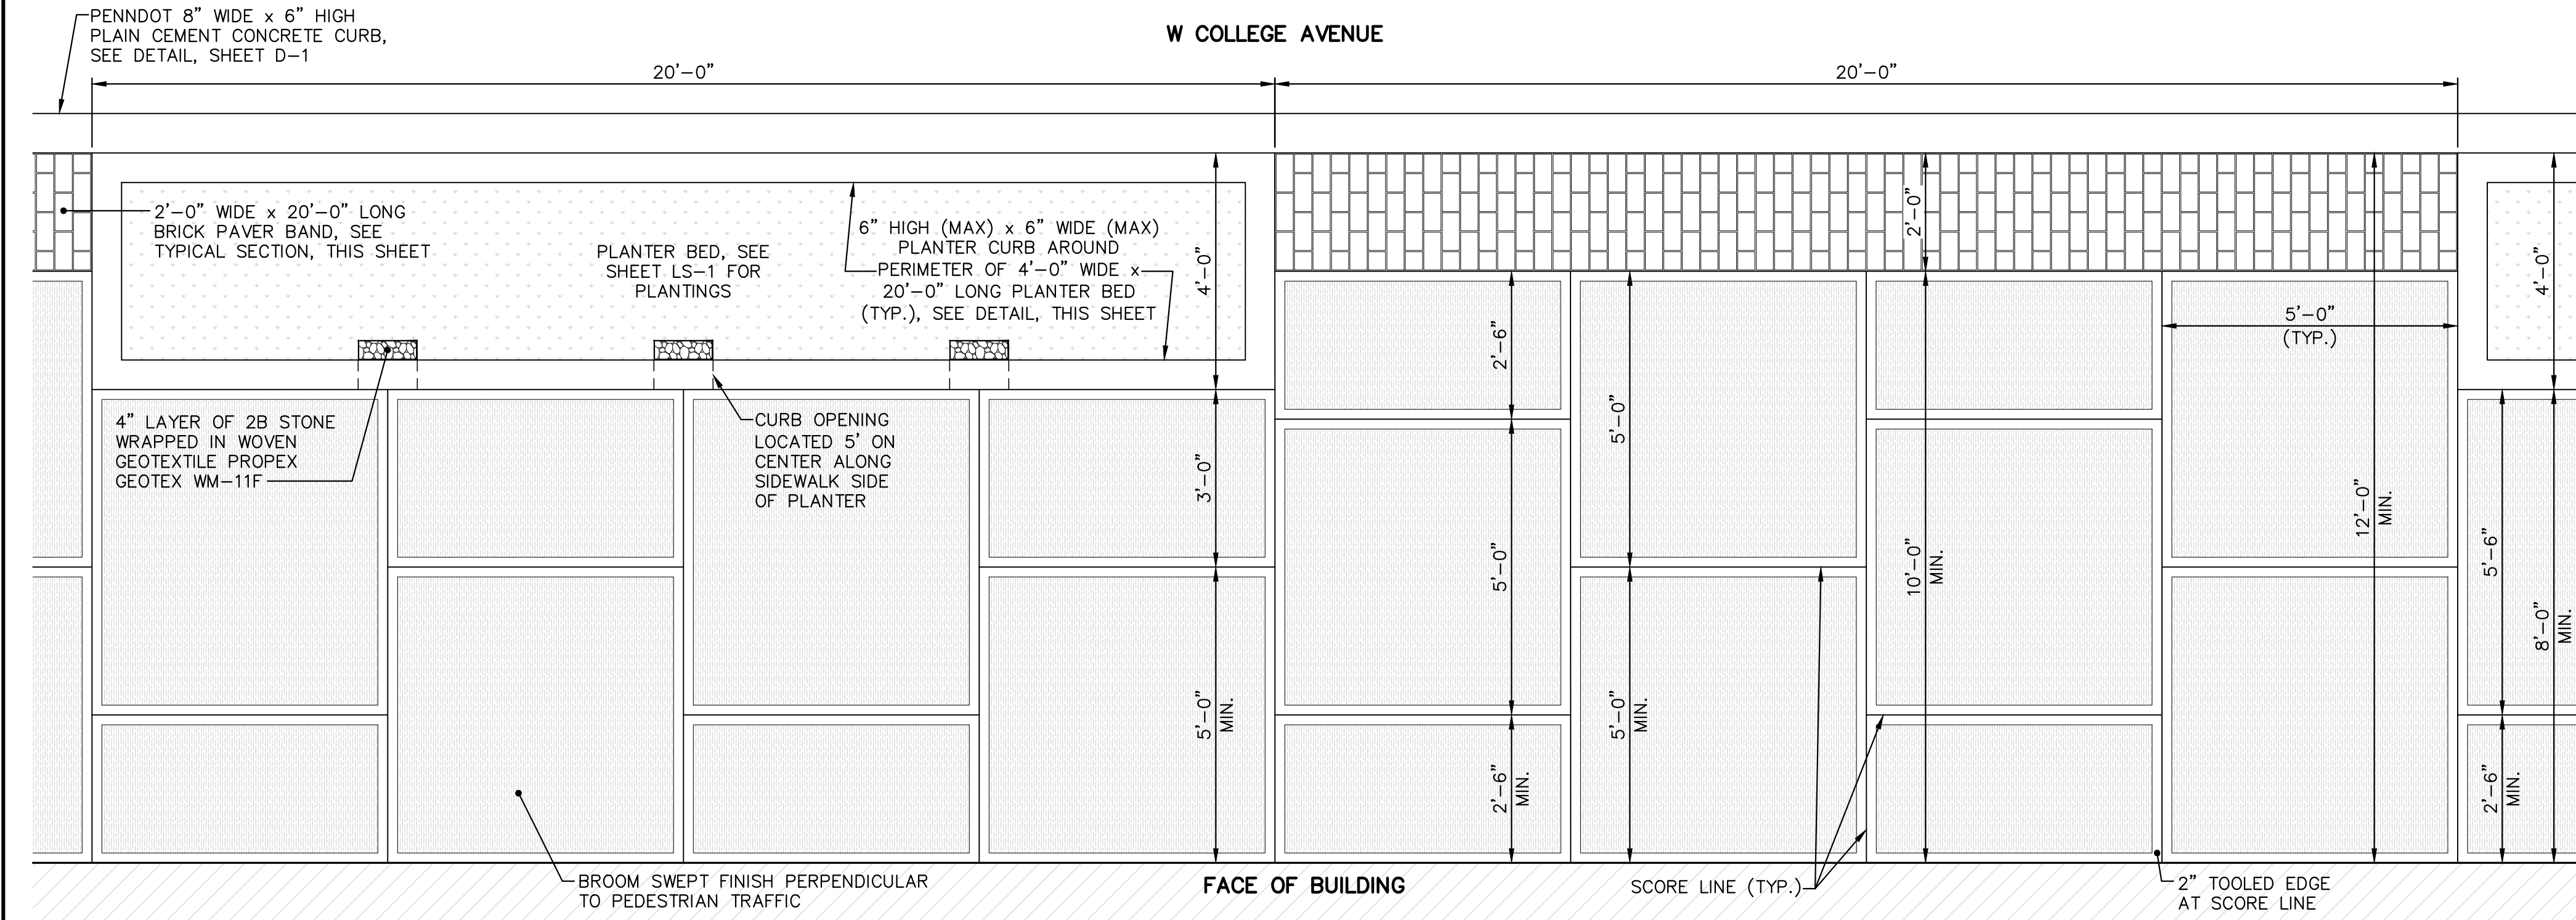 PENNDOT 8” WIDE x 6” HIGH
PLAIN CEMENT CONCRETE CURB,
SEE DETAIL, SHEET D–1
W COLLEGE AVENUE
20’–0”
20’–0”
2’–0” WIDE x 20’–0” LONG
BRICK PAVER BAND, SEE
TYPICAL SECTION, THIS SHEET
PLANTER BED, SEE
SHEET LS–1 FOR
PLANTINGS
6” HIGH (MAX) x 6” WIDE (MAX)
PLANTER CURB AROUND
PERIMETER OF 4’–0” WIDE x
20’–0” LONG PLANTER BED
(TYP.), SEE DETAIL, THIS SHEET
4’–0”
2’–0”
4’–0”
2’–6”
5’–0”
5’–0”
(TYP.)
4” LAYER OF 2B STONE
WRAPPED IN WOVEN
GEOTEXTILE PROPEX
GEOTEX WM–11F
CURB OPENING
LOCATED 5’ ON
CENTER ALONG
SIDEWALK SIDE
OF PLANTER
3’–0”
5’–0”
10’–0”
MIN.
12’–0”
MIN.
5’–6”
8’–0”
MIN.
5’–0”
MIN.
2’–6”
MIN.
5’–0”
MIN.
2’–6”
MIN.
BROOM SWEPT FINISH PERPENDICULAR
TO PEDESTRIAN TRAFFIC
FACE OF BUILDING
SCORE LINE (TYP.)
2” TOOLED EDGE
AT SCORE LINE